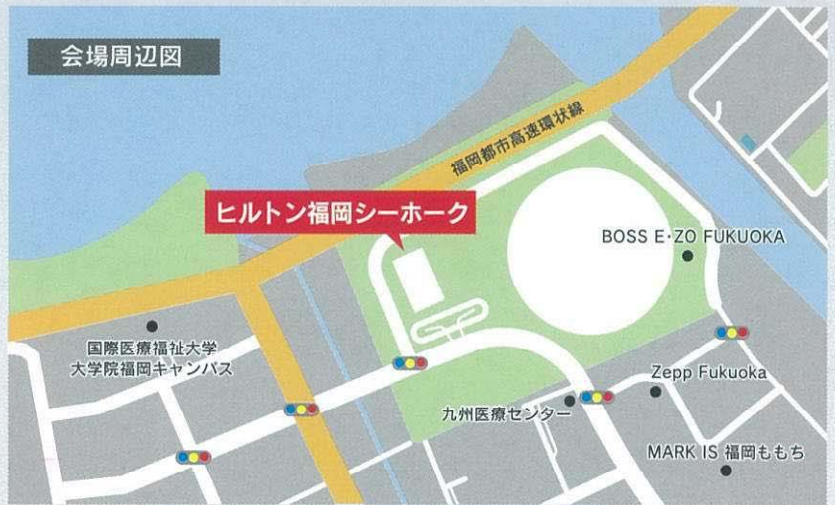 会場周辺図
福岡都市高速環状線
ヒルトン福岡シーホーク
BOSS E・ZO FUKUOKA
国際医療福祉大学
大学院福岡キャンパス
Zepp Fukuoka
九州医療センター
MARK IS 福岡ももち